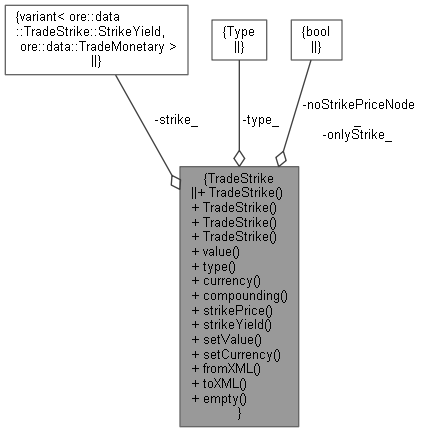 {variant< ore::data
::TradeStrike::StrikeYield,
ore::data::TradeMonetary >
||}
{Type
||}
{bool
||}
-strike_
-type_
-noStrikePriceNode
_
-onlyStrike_
{TradeStrike
||+ TradeStrike()
+ TradeStrike()
+ TradeStrike()
+ TradeStrike()
+ value()
+ type()
+ currency()
+ compounding()
+ strikePrice()
+ strikeYield()
+ setValue()
+ setCurrency()
+ fromXML()
+ toXML()
+ empty()
}